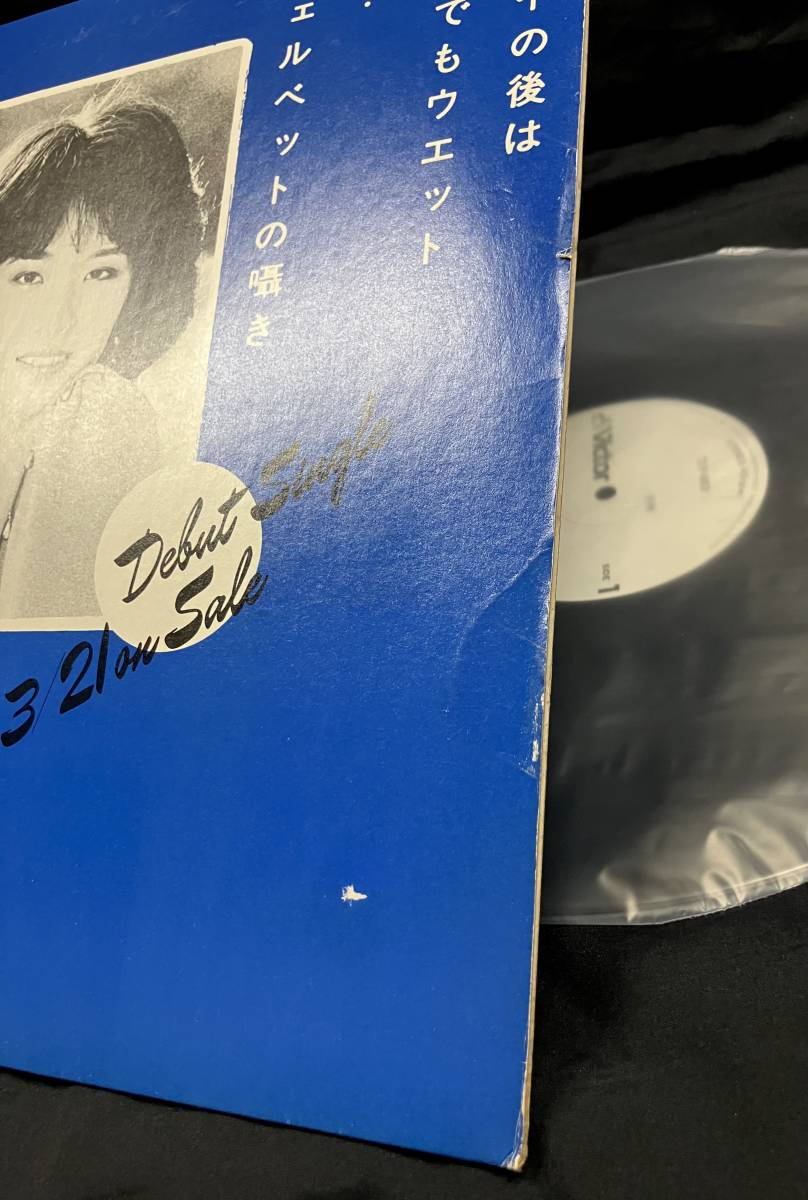 の後は
でもウエット
ェルベットの囁き
Debut Single
3/21 on Sale
Victor
SIDE 1